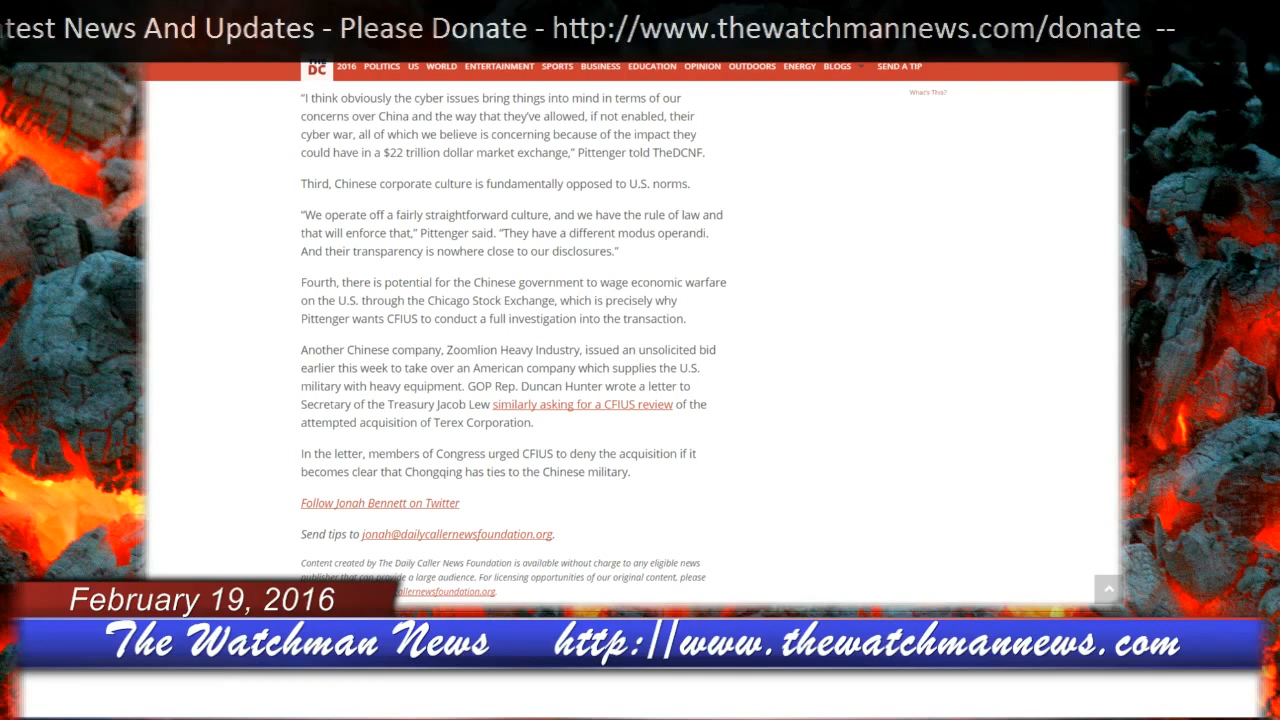 test News And Updates - Please Donate - http://www.thewatchmannews.com/donate --
THE
DC 2016 POLITICS US WORLD ENTERTAINMENT SPORTS BUSINESS EDUCATION OPINION OUTDOORS ENERGY BLOGS SEND A TIP
What's This?
“I think obviously the cyber issues bring things into mind in terms of our
concerns over China and the way that they’ve allowed, if not enabled, their
cyber war, all of which we believe is concerning because of the impact they
could have in a $22 trillion dollar market exchange,” Pittenger told TheDCNF.
Third, Chinese corporate culture is fundamentally opposed to U.S. norms.
“We operate off a fairly straightforward culture, and we have the rule of law and
that will enforce that,” Pittenger said. “They have a different modus operandi.
And their transparency is nowhere close to our disclosures.”
Fourth, there is potential for the Chinese government to wage economic warfare
on the U.S. through the Chicago Stock Exchange, which is precisely why
Pittenger wants CFIUS to conduct a full investigation into the transaction.
Another Chinese company, Zoomlion Heavy Industry, issued an unsolicited bid
earlier this week to take over an American company which supplies the U.S.
military with heavy equipment. GOP Rep. Duncan Hunter wrote a letter to
Secretary of the Treasury Jacob Lew similarly asking for a CFIUS review of the
attempted acquisition of Terex Corporation.
In the letter, members of Congress urged CFIUS to deny the acquisition if it
becomes clear that Chongqing has ties to the Chinese military.
Follow Jonah Bennett on Twitter
Send tips to jonah@dailycallernewsfoundation.org.
Content created by The Daily Caller News Foundation is available without charge to any eligible news
publisher that can provide a large audience. For licensing opportunities of our original content, please
callernewsfoundation.org.
February 19, 2016
The Watchman News http://www.thewatchmannews.com